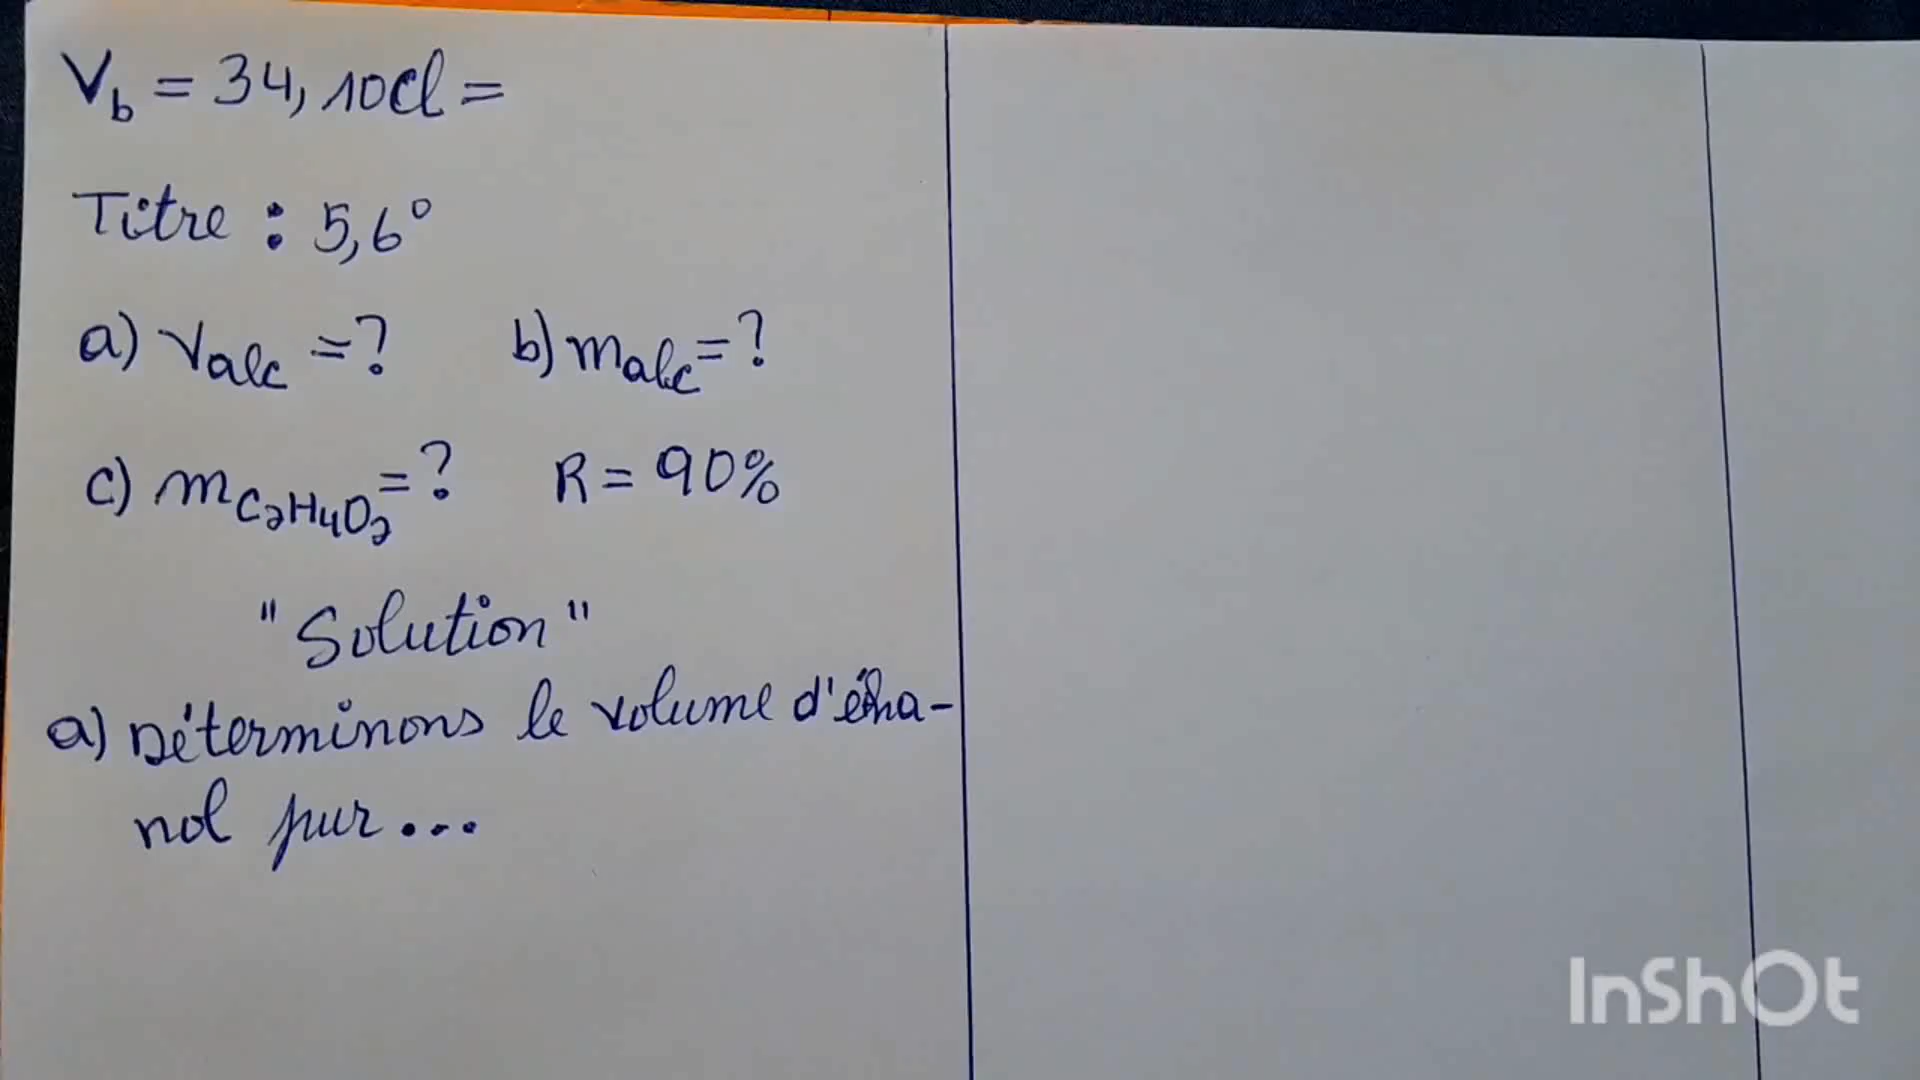 Vb = 34,10cl =
Titre : 5,6°
a) Valc = ? b) malc = ?
c) mC2H4O2 = ? R = 90%
"Solution"
a) Déterminons le volume d'étha-
nol pur...
InShOt